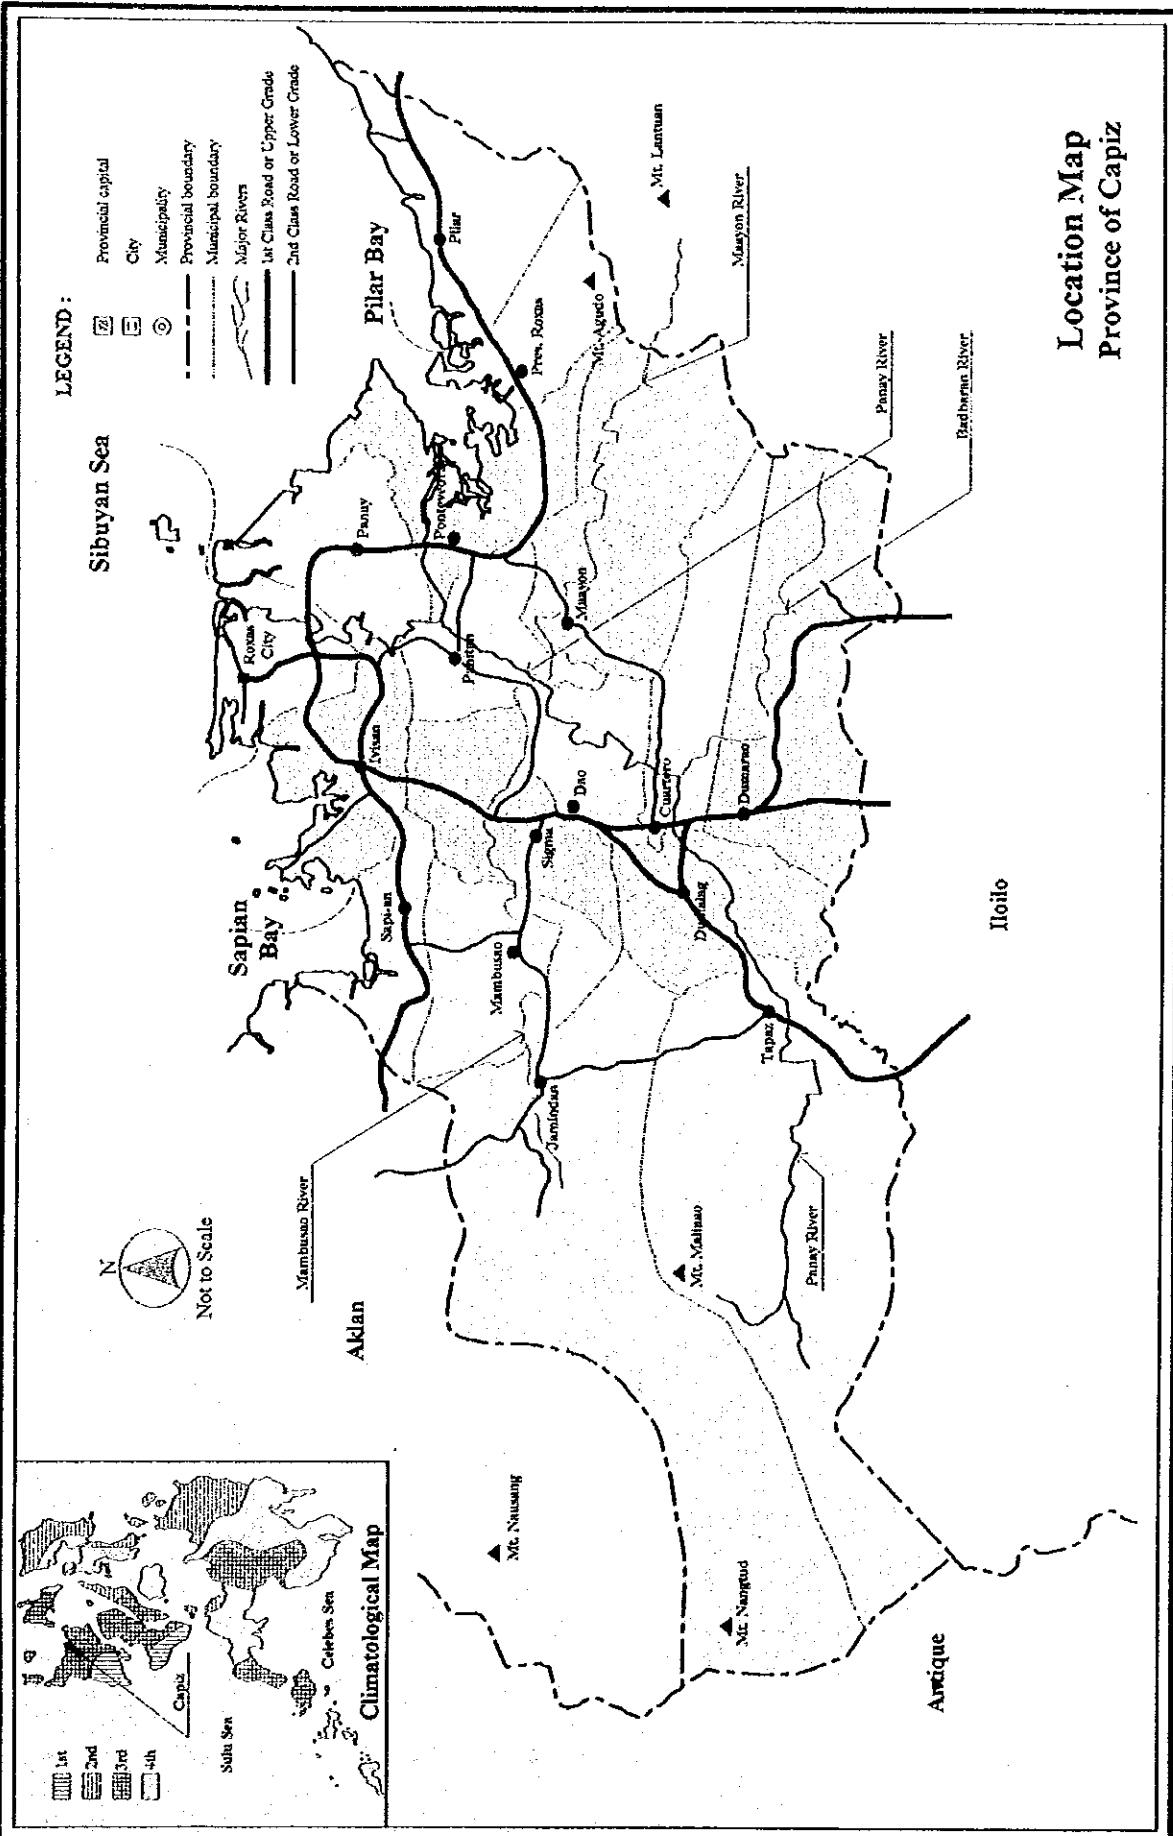 Location Map
Province of Capiz
LEGEND :
Provincial capital
City
Municipality
Provincial boundary
Municipal boundary
Major Rivers
1st Class Road or Upper Grade
2nd Class Road or Lower Grade
N
Not to Scale
1st
2nd
3rd
4th
Capiz
Sulu Sea
Celebes Sea
Climatological Map
Sibuyan Sea
Sapian
Bay
Pilar Bay
Aklan
Antique
Iloilo
Roxas
City
Panay
Pontevedra
Pres. Roxas
Pilar
Ivisan
Sapi-an
Panitan
Maayon
Dao
Sigma
Mambusao
Jamindan
Cuartero
Dumarao
Dumalag
Tapaz
Mt. Lantuan
Mt. Agudo
Maayon River
Panay River
Badbaran River
Mambusao River
Mt. Malinao
Panay River
Mt. Nausang
Mt. Nangtud